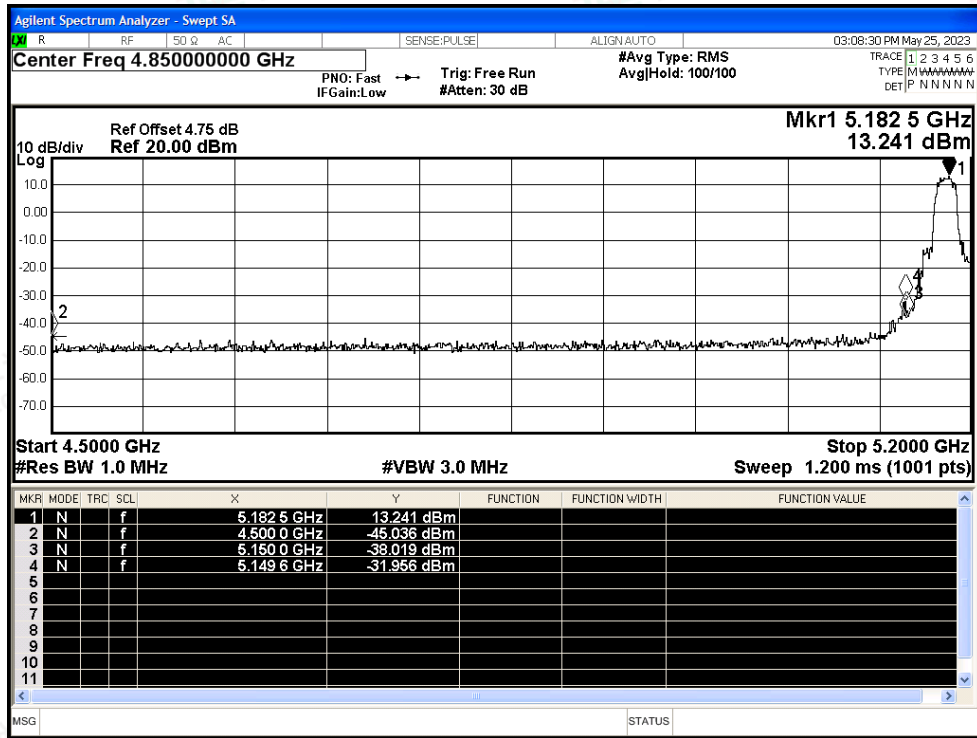 Agilent Spectrum Analyzer - Swept SA
LXI R RF 50 Ω AC SENSE:PULSE ALIGN AUTO 03:08:30 PM May 25, 2023
Center Freq 4.850000000 GHz #Avg Type: RMS TRACE 1 2 3 4 5 6
PNO: Fast Trig: Free Run Avg|Hold: 100/100 TYPE M
IFGain:Low #Atten: 30 dB DET P N N N N N
Mkr1 5.182 5 GHz
Ref Offset 4.75 dB
10 dB/div Ref 20.00 dBm 13.241 dBm
Log
1
10.0
0.00
-10.0
-20.0
4
3
-30.0
2
-40.0
-50.0
-60.0
-70.0
Start 4.5000 GHz Stop 5.2000 GHz
#Res BW 1.0 MHz #VBW 3.0 MHz Sweep 1.200 ms (1001 pts)
MKR MODE TRC SCL X Y FUNCTION FUNCTION WIDTH FUNCTION VALUE
1 N f 5.182 5 GHz 13.241 dBm
2 N f 4.500 0 GHz -45.036 dBm
3 N f 5.150 0 GHz -38.019 dBm
4 N f 5.149 6 GHz -31.956 dBm
5
6
7
8
9
10
11
MSG STATUS